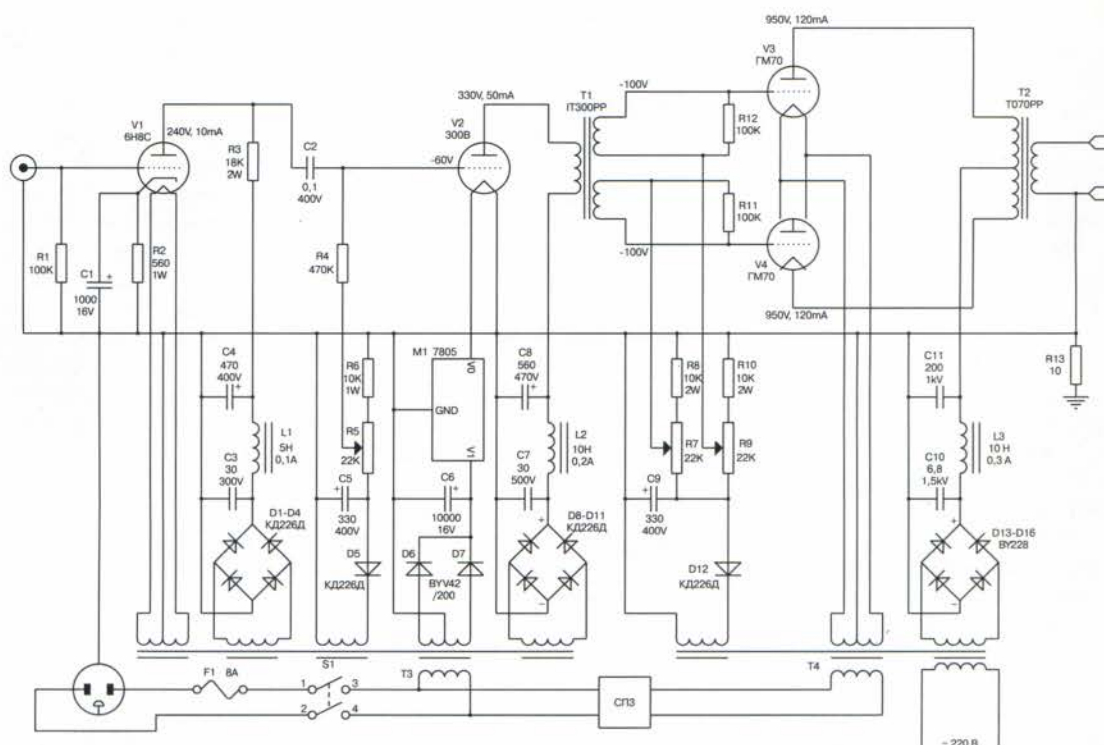 950V, 120mA
V3
ГМ70
V1
6Н8С
240V, 10mA
R3
18K
2W
C2
0,1
400V
330V, 50mA
V2
300B
-60V
T1
IT300PP
-100V
R12
100K
T2
TO70PP
R1
100K
C1
+
1000
16V
R2
560
1W
R4
470K
R11
100K
-100V
V4
ГМ70
950V, 120mA
C4
470
400V
+
R6
10K
1W
M1 7805
V0
GND
V1
C8
560
470V
+
R8
10K
2W
R10
10K
2W
C11
200
1kV
R13
10
L1
5H
0,1A
R5
22K
L2
10H
0,2A
R7
22K
R9
22K
L3
10 H
0,3 A
C3
30
300V
+
C5
330
400V
C6
+
10000
16V
C7
30
500V
+
C9
330
400V
C10
6,8
1,5kV
D1-D4
КД226Д
D5
КД226Д
D6
D7
BYV42
/200
D8-D11
КД226Д
+
−
D12
КД226Д
D13-D16
BY228
+
−
F1
8A
S1
1
3
2
4
T3
СПЗ
T4
~ 220 В